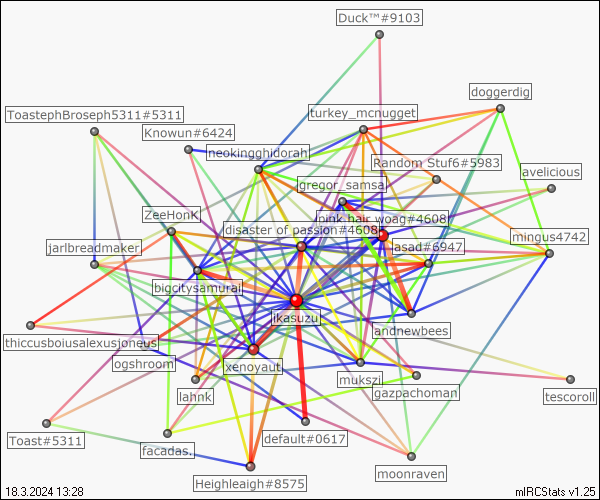 Duck™#9103
doggerdig
ToastephBroseph5311#5311
turkey_mcnugget
Knowun#6424
neokingghidorah
Random_Stuf6#5983
avelicious
gregor_samsa
ZeeHonK
pink hair woag#4608
disaster of passion#4608
mingus4742
jarlbreadmaker
asad#6947
bigcitysamurai
ikasuzu
andnewbees
thiccusboiusalexusjoneus
ogshroom
xenoyaut
mukszi
gazpachoman
lahnk
tescoroll
Toast#5311
default#0617
facadas.
moonraven
Heighleaigh#8575
18.3.2024 13:28
mIRCStats v1.25